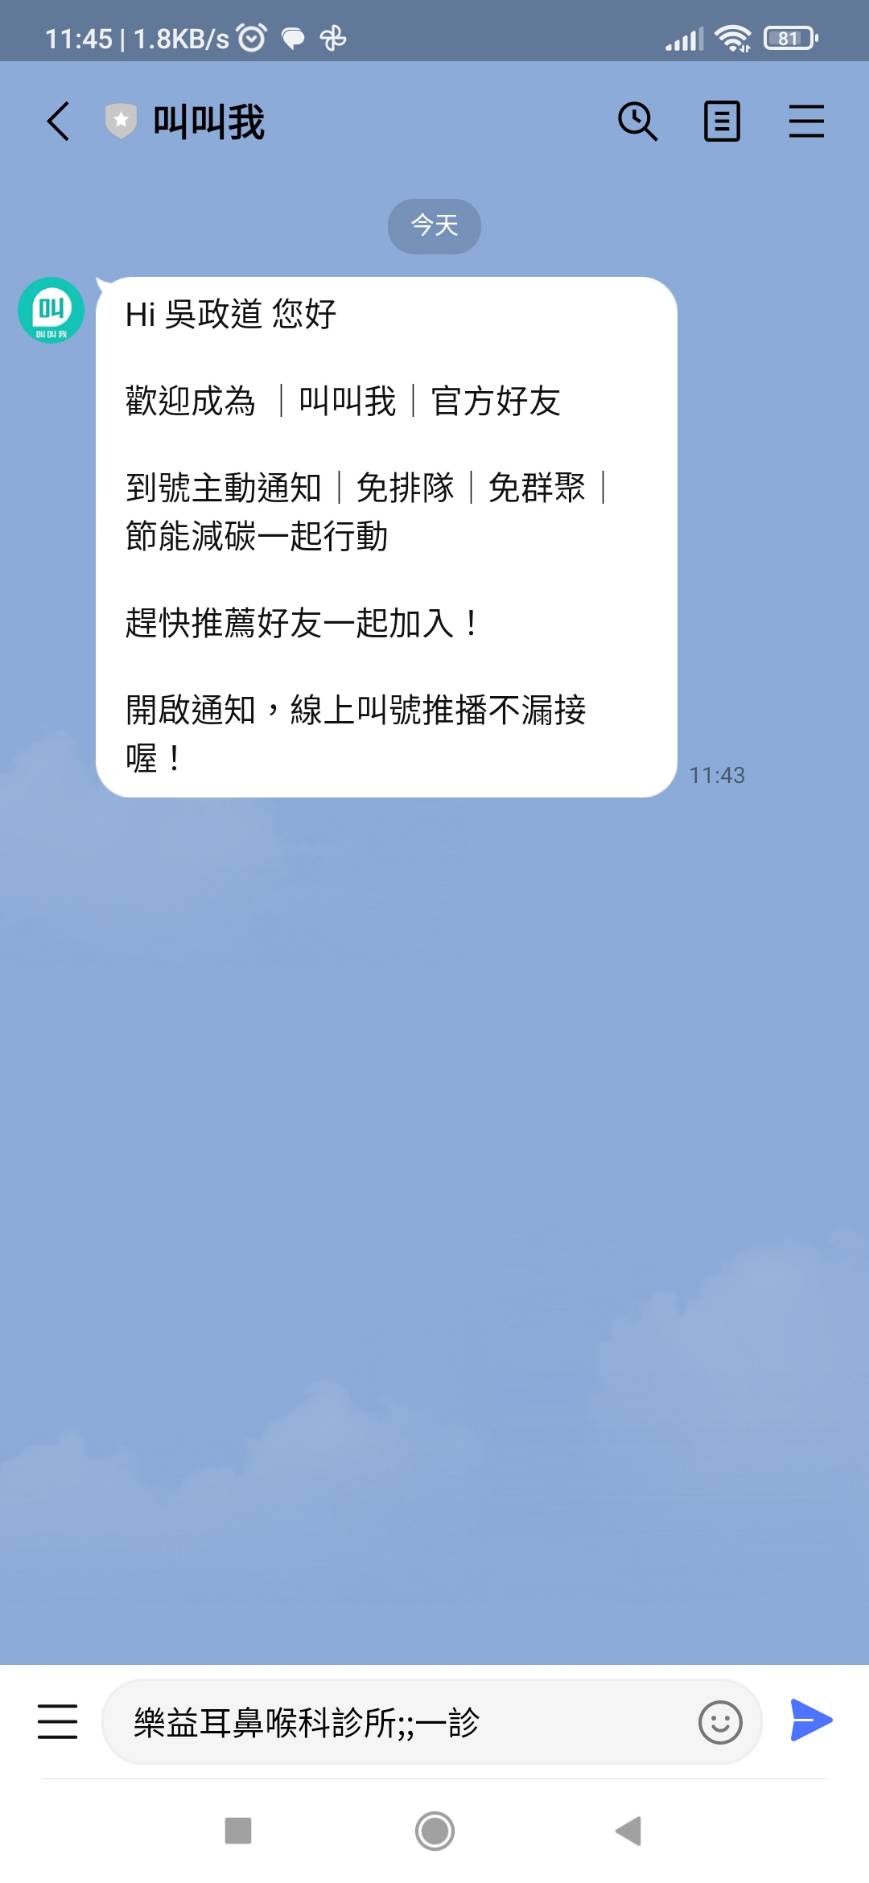 11:45 | 1.8KB/s
81
叫叫我
今天
叫
叫叫我
Hi 吳政道 您好
歡迎成為 ｜叫叫我｜官方好友
到號主動通知｜免排隊｜免群聚｜
節能減碳一起行動
趕快推薦好友一起加入！
開啟通知，線上叫號推播不漏接
喔！
11:43
樂益耳鼻喉科診所;;一診